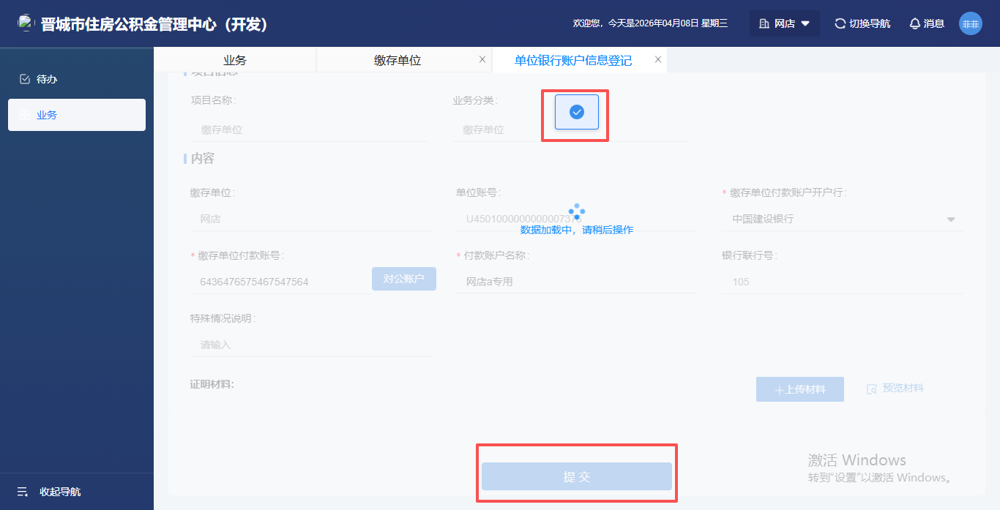 晋城市住房公积金管理中心（开发）
欢迎您，今天是2026年04月08日 星期三
网店
切换导航
消息
菲菲
待办
业务
收起导航
业务
缴存单位
单位银行账户信息登记
项目信息
项目名称:
业务分类:
缴存单位
缴存单位
内容
缴存单位:
单位账号:
* 缴存单位付款账户开户行:
网店
U450100000000007376
中国建设银行
数据加载中，请稍后操作
* 缴存单位付款账号:
* 付款账户名称:
银行联行号:
6436476575467547564
对公账户
网店a专用
105
特殊情况说明:
请输入
证明材料:
+上传材料
预览材料
提 交
激活 Windows
转到"设置"以激活 Windows。